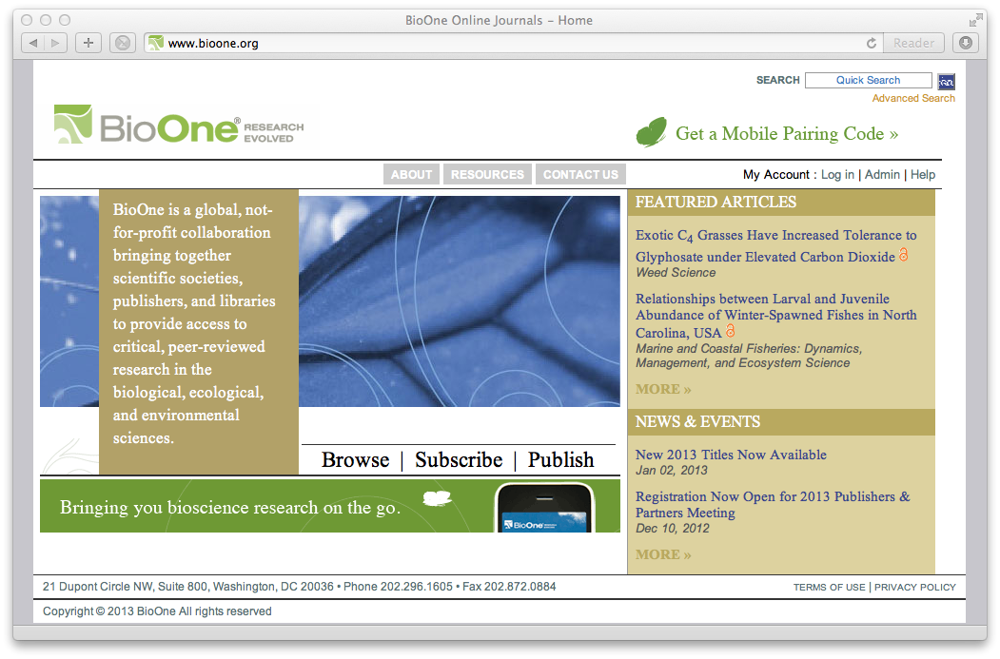 BioOne Online Journals – Home
www.bioone.org
Reader
SEARCH Quick Search
Advanced Search
BioOne® RESEARCH
EVOLVED
Get a Mobile Pairing Code »
ABOUT RESOURCES CONTACT US
My Account : Log in | Admin | Help
BioOne is a global, not-
for-profit collaboration
bringing together
scientific societies,
publishers, and libraries
to provide access to
critical, peer-reviewed
research in the
biological, ecological,
and environmental
sciences.
Browse | Subscribe | Publish
Bringing you bioscience research on the go.
BioOne
FEATURED ARTICLES
Exotic C4 Grasses Have Increased Tolerance to
Glyphosate under Elevated Carbon Dioxide
Weed Science
Relationships between Larval and Juvenile
Abundance of Winter-Spawned Fishes in North
Carolina, USA
Marine and Coastal Fisheries: Dynamics,
Management, and Ecosystem Science
MORE »
NEWS & EVENTS
New 2013 Titles Now Available
Jan 02, 2013
Registration Now Open for 2013 Publishers &
Partners Meeting
Dec 10, 2012
MORE »
21 Dupont Circle NW, Suite 800, Washington, DC 20036 • Phone 202.296.1605 • Fax 202.872.0884
TERMS OF USE | PRIVACY POLICY
Copyright © 2013 BioOne All rights reserved